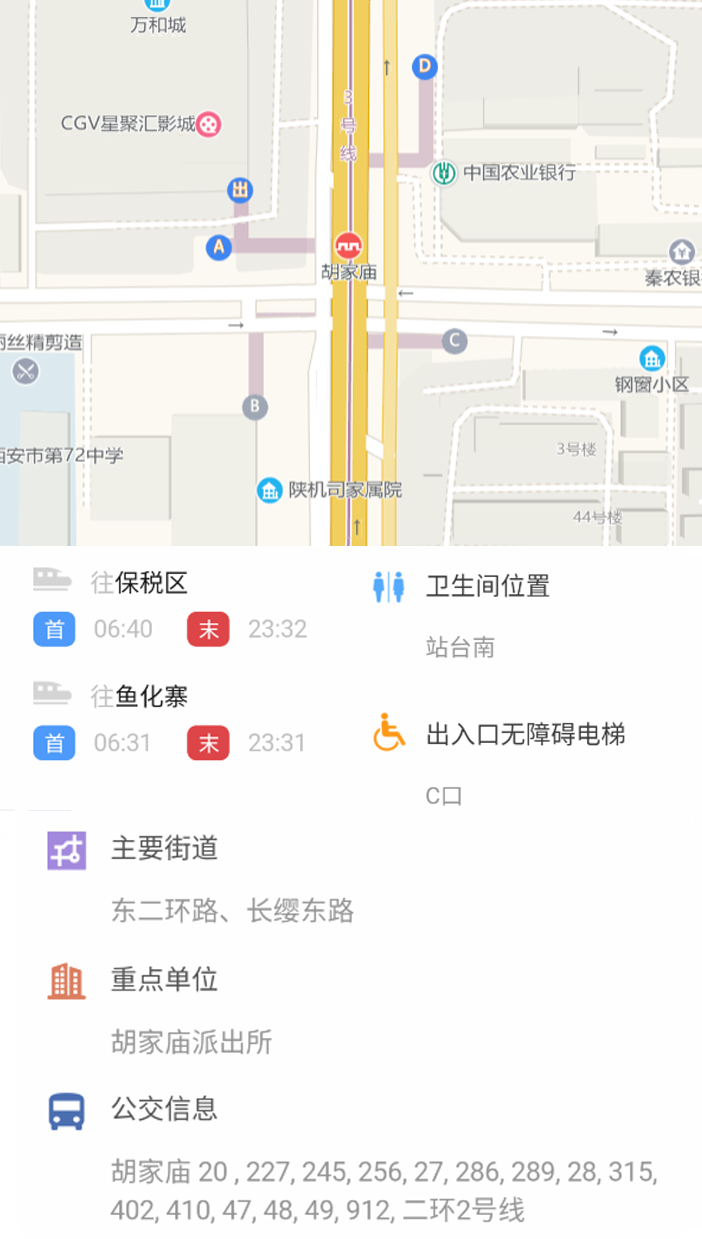 万和城
D
3号线
CGV星聚汇影城
中国农业银行
出
A
胡家庙
秦农银
丝精剪造
C
钢窗小区
B
安市第72中学
3号楼
陕机司家属院
44号楼
往保税区
首 06:40 末 23:32
卫生间位置
站台南
往鱼化寨
首 06:31 末 23:31
出入口无障碍电梯
C口
主要街道
东二环路、长缨东路
重点单位
胡家庙派出所
公交信息
胡家庙 20 , 227, 245, 256, 27, 286, 289, 28, 315,
402, 410, 47, 48, 49, 912, 二环2号线